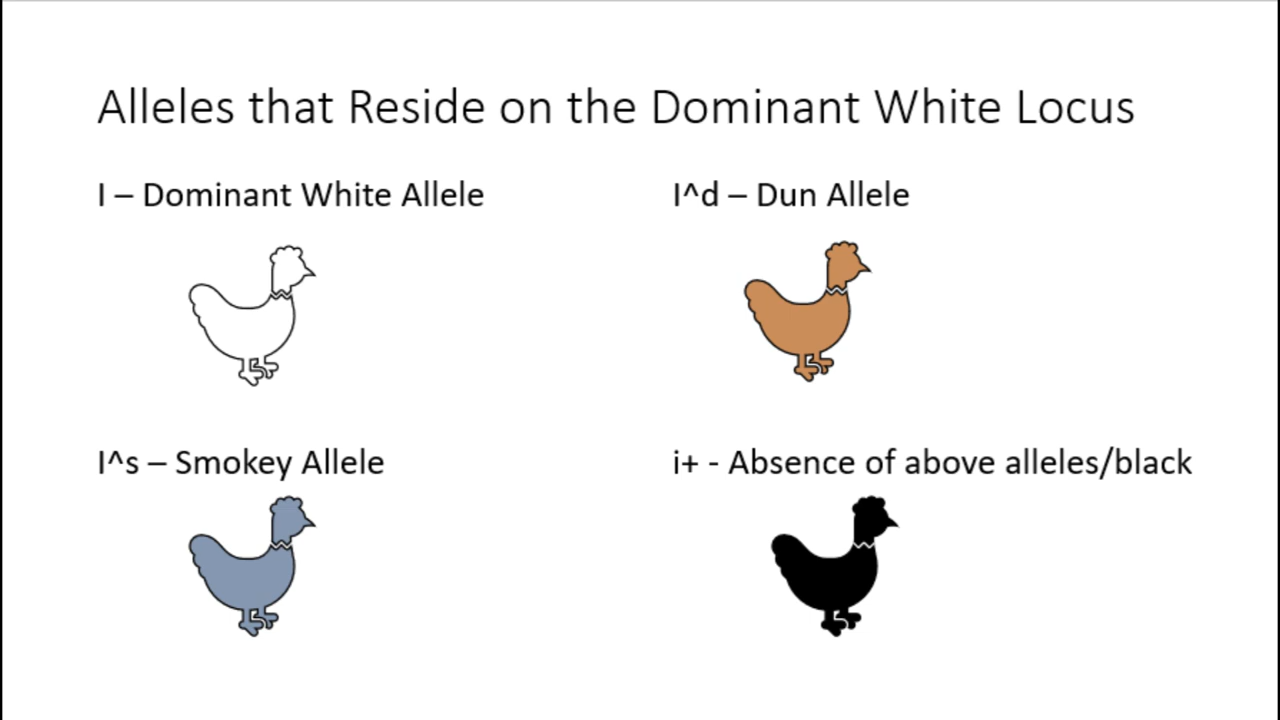 Alleles that Reside on the Dominant White Locus
I – Dominant White Allele
I^d – Dun Allele
I^s – Smokey Allele
i+ - Absence of above alleles/black